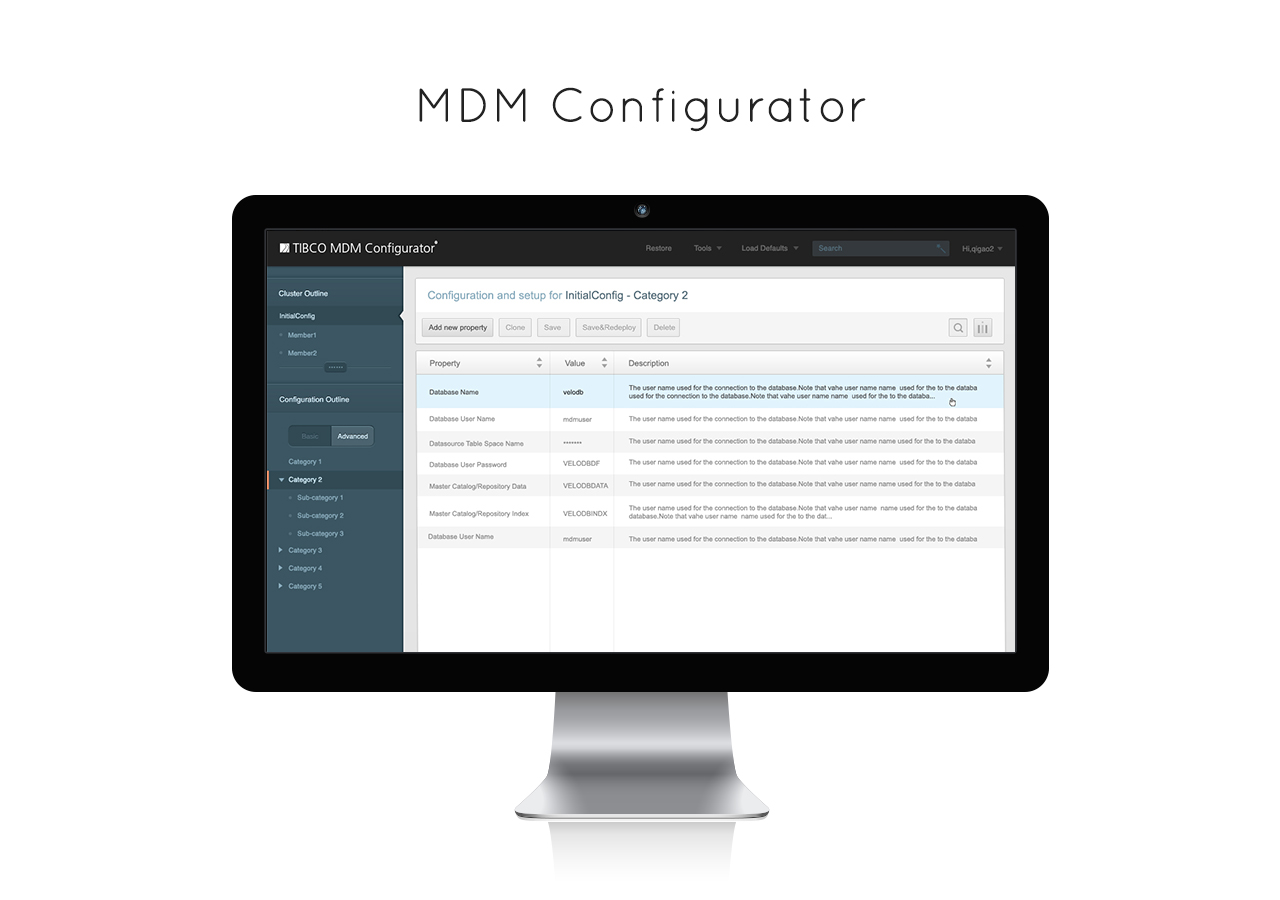 MDM Configurator
TIBCO MDM Configurator
Restore
Tools
Load Defaults
Search
Hi,qigao2
Cluster Outline
InitialConfig
Member1
Member2
Configuration Outline
Basic
Advanced
Category 1
Category 2
Sub-category 1
Sub-category 2
Sub-category 3
Category 3
Category 4
Category 5
Configuration and setup for InitialConfig - Category 2
Add new property
Clone
Save
Save&Redeploy
Delete
Property
Value
Description
Database Name
velodb
The user name used for the connection to the database.Note that vahe user name name used for the to the databa
used for the connection to the database.Note that vahe user name name used for the to the databa...
Database User Name
mdmuser
The user name used for the connection to the database.Note that vahe user name name used for the to the databa
Datasource Table Space Name
*******
The user name used for the connection to the database.Note that vahe user name name used for the to the databa
Database User Password
VELOOBDF
The user name used for the connection to the database.Note that vahe user name name used for the to the databa
Master Catalog/Repository Data
VELOOBDATA
The user name used for the connection to the database.Note that vahe user name name used for the to the databa
Master Catalog/Repository Index
VELOOBINDX
The user name used for the connection to the database.Note that vahe user name name used for the to the databa
database.Note that vahe user name name used for the to the dat...
Database User Name
mdmuser
The user name used for the connection to the database.Note that vahe user name name used for the to the databa